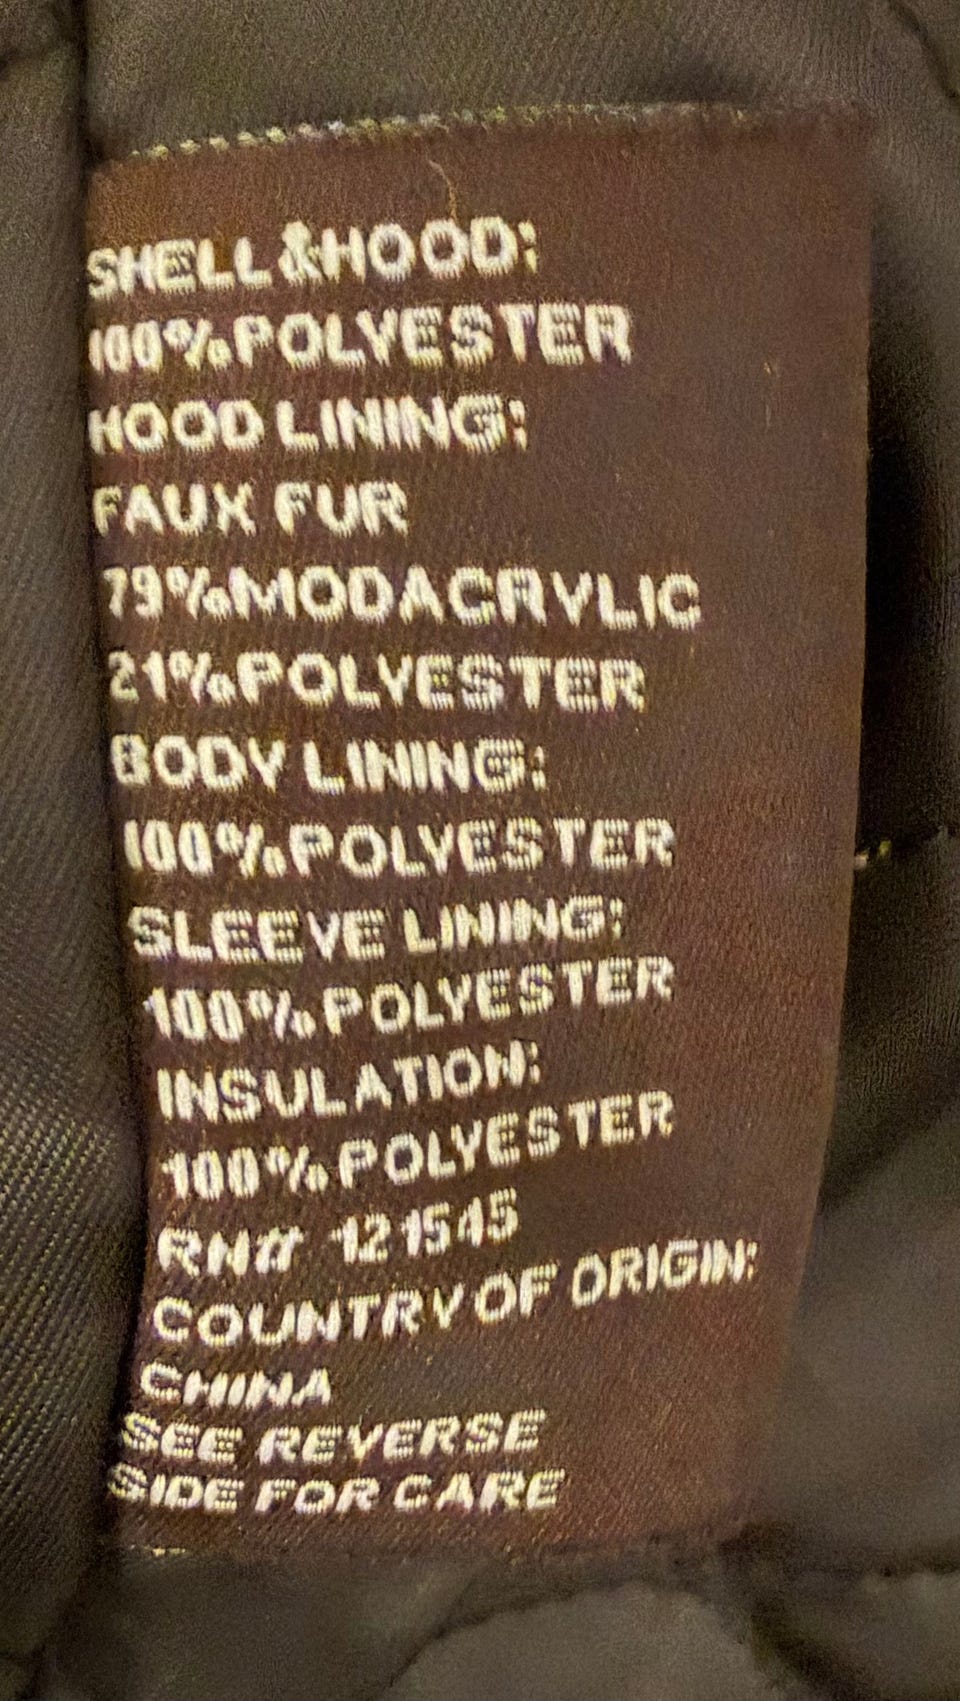 SHELL &HOOD:
100%POLYESTER
HOOD LINING:
FAUX FUR
79%MODACRYLIC
21%POLYESTER
BODY LINING:
100%POLYESTER
SLEEVE LINING:
100%POLYESTER
INSULATION:
100%POLYESTER
RN# 121545
COUNTRY OF ORIGIN:
CHINA
SEE REVERSE
SIDE FOR CARE